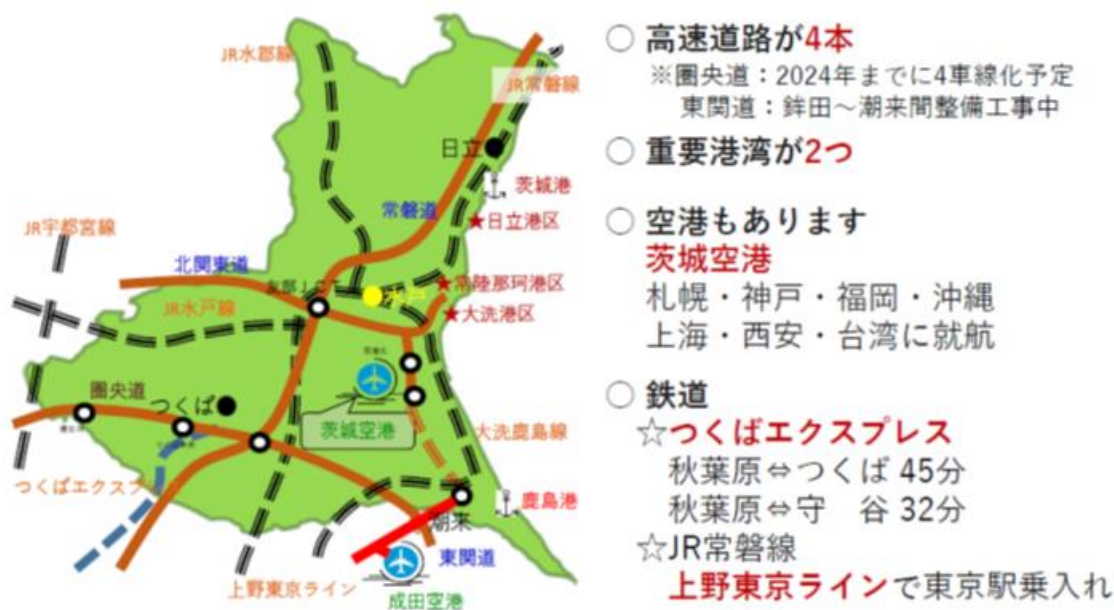 JR水郡線
JR常磐線
日立
茨城港
常磐道
★日立港区
JR宇都宮線
北関東道
水戸
★常陸那珂港区
JR水戸線
★大洗港区
圏央道
つくば
茨城空港
大洗鹿島線
つくばエクスプ
鹿島港
潮来
東関道
上野東京ライン
成田空港
○ 高速道路が4本
※圏央道：2024年までに4車線化予定
東関道：鉾田～潮来間整備工事中
○ 重要港湾が2つ
○ 空港もあります
茨城空港
札幌・神戸・福岡・沖縄
上海・西安・台湾に就航
○ 鉄道
☆つくばエクスプレス
秋葉原⇔つくば 45分
秋葉原⇔守　谷 32分
☆JR常磐線
上野東京ラインで東京駅乗入れ